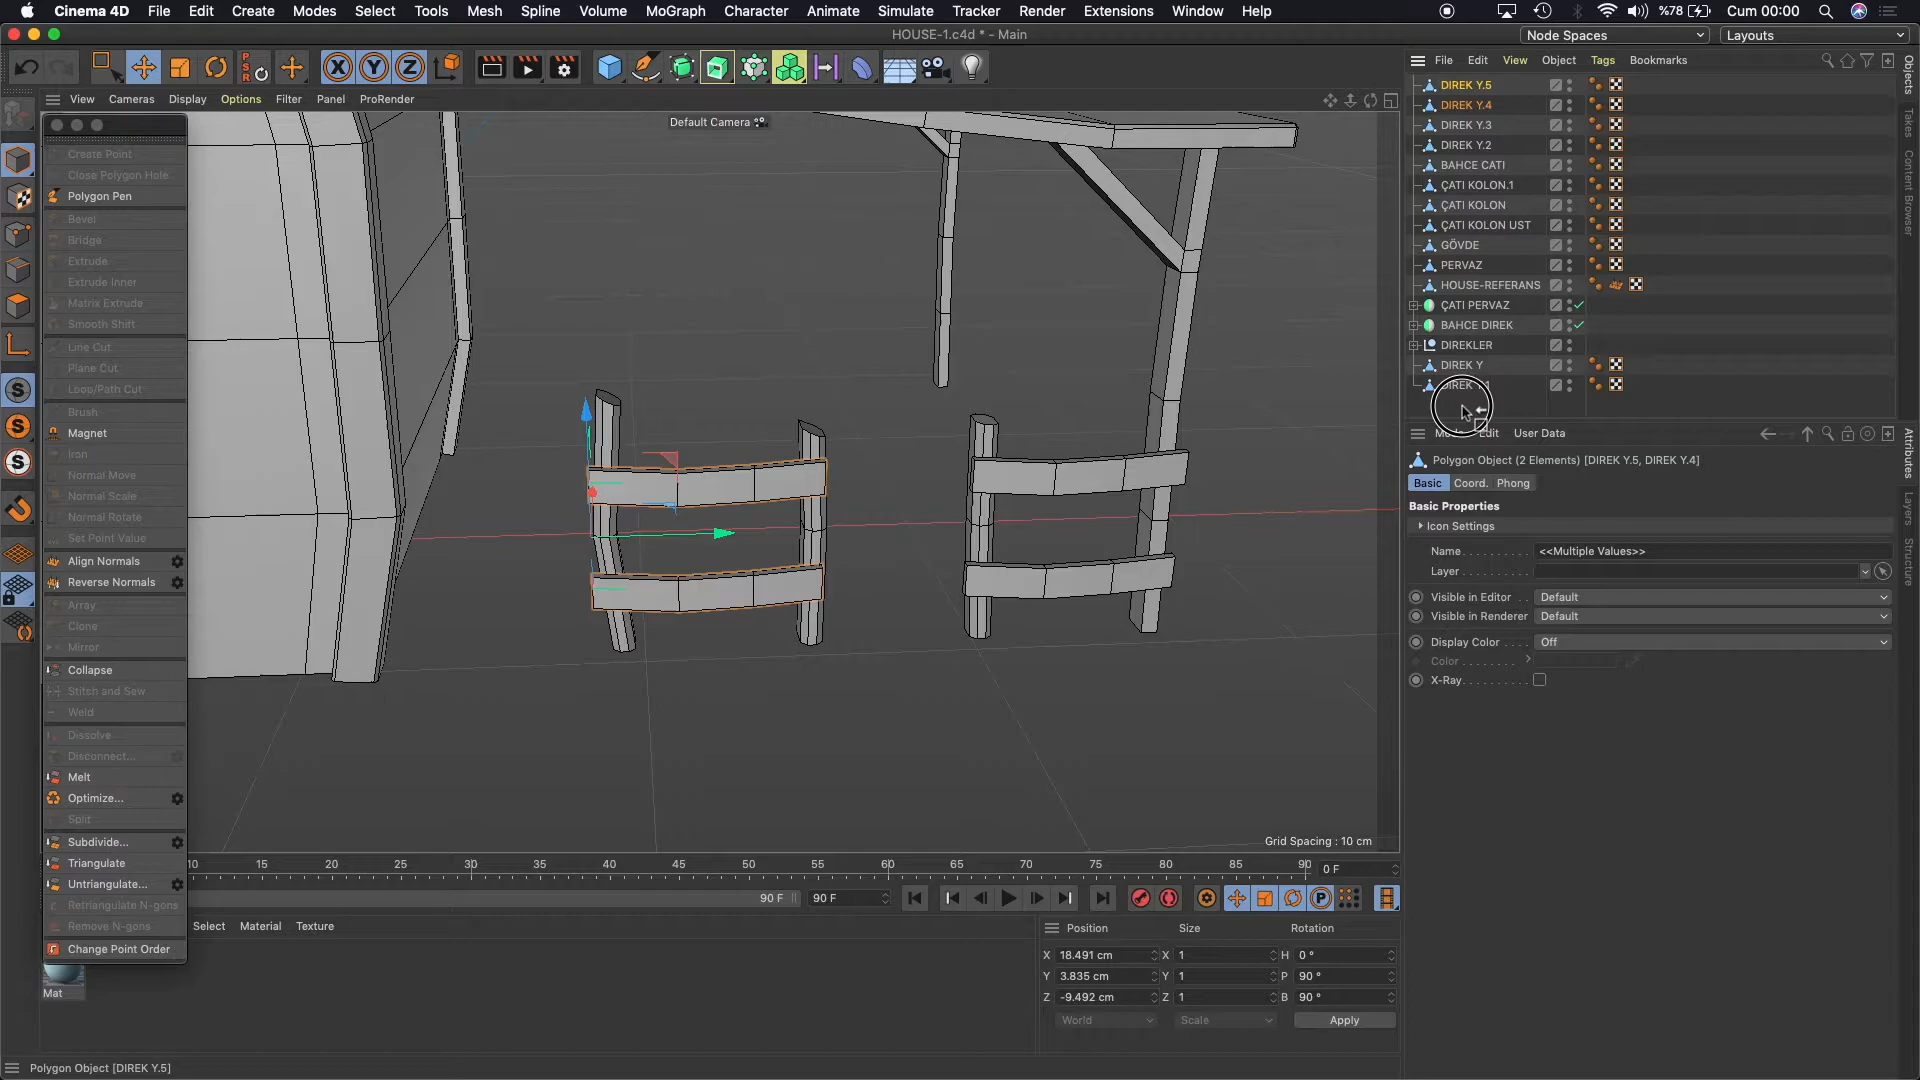 Cinema 4D File Edit Create Modes Select Tools Mesh Spline Volume MoGraph Character Animate Simulate Tracker Render Extensions Window Help %78 Cum 00:00
HOUSE-1.c4d * - Main
Node Spaces Layouts
PSR X Y Z
File Edit View Object Tags Bookmarks
View Cameras Display Options Filter Panel ProRender
Default Camera
Create Point
Close Polygon Hole
Polygon Pen
Bevel
Bridge
Extrude
Extrude Inner
Matrix Extrude
Smooth Shift
Line Cut
Plane Cut
Loop/Path Cut
Brush
Magnet
Iron
Normal Move
Normal Scale
Normal Rotate
Set Point Value
Align Normals
Reverse Normals
Array
Clone
Mirror
Collapse
Stitch and Sew
Weld
Dissolve
Disconnect...
Melt
Optimize...
Split
Subdivide...
Triangulate
Untriangulate...
Retriangulate N-gons
Remove N-gons
Change Point Order
DIREK Y.5
DIREK Y.4
DIREK Y.3
DIREK Y.2
BAHCE CATI
ÇATI KOLON.1
ÇATI KOLON
ÇATI KOLON UST
GÖVDE
PERVAZ
HOUSE-REFERANS
ÇATI PERVAZ
BAHCE DIREK
DIREKLER
DIREK Y
DIREK Y.1
Objects
Takes
Content Browser
Attributes
Layers
Structure
Edit User Data
Polygon Object (2 Elements) [DIREK Y.5, DIREK Y.4]
Basic Coord. Phong
Basic Properties
Icon Settings
Name <<Multiple Values>>
Layer
Visible in Editor Default
Visible in Renderer Default
Display Color Off
Color
X-Ray
Grid Spacing : 10 cm
10 15 20 25 30 35 40 45 50 55 60 65 70 75 80 85 90 0 F
90 F 90 F
P
Select Material Texture
Mat
Position Size Rotation
X 18.491 cm X 1 H 0 °
Y 3.835 cm Y 1 P 90 °
Z -9.492 cm Z 1 B 90 °
World Scale Apply
Polygon Object [DIREK Y.5]